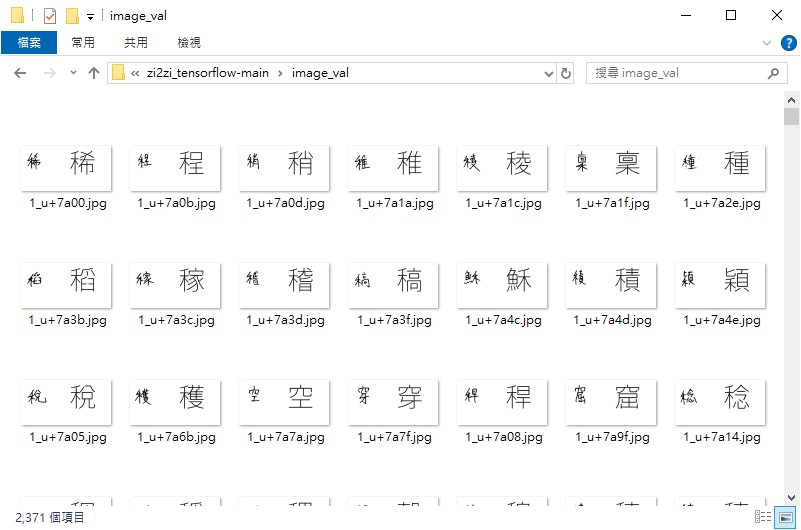 image_val
檔案 常用 共用 檢視
« zi2zi_tensorflow-main › image_val 搜尋 image_val
稀 稀 程 程 稍 稍 稚 稚 稜 稜 稟 稟 種 種
1_u+7a00.jpg 1_u+7a0b.jpg 1_u+7a0d.jpg 1_u+7a1a.jpg 1_u+7a1c.jpg 1_u+7a1f.jpg 1_u+7a2e.jpg
稻 稻 稼 稼 稽 稽 稿 稿 穌 穌 積 積 穎 穎
1_u+7a3b.jpg 1_u+7a3c.jpg 1_u+7a3d.jpg 1_u+7a3f.jpg 1_u+7a4c.jpg 1_u+7a4d.jpg 1_u+7a4e.jpg
稅 稅 穫 穫 空 空 穿 穿 稈 稈 窟 窟 稔 稔
1_u+7a05.jpg 1_u+7a6b.jpg 1_u+7a7a.jpg 1_u+7a7f.jpg 1_u+7a08.jpg 1_u+7a9f.jpg 1_u+7a14.jpg
2,371 個項目